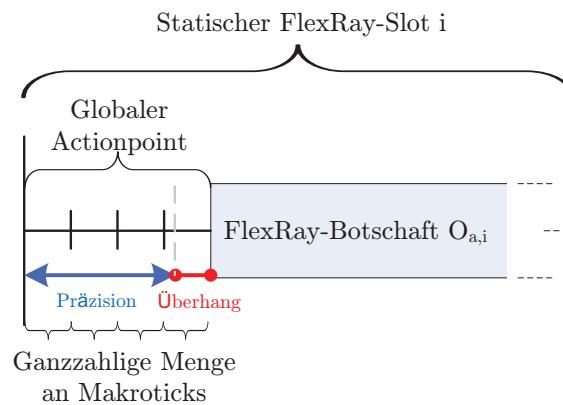 Statischer FlexRay-Slot i
Globaler
Actionpoint
FlexRay-Botschaft Oa,i
Präzision
Überhang
Ganzzahlige Menge
an Makroticks